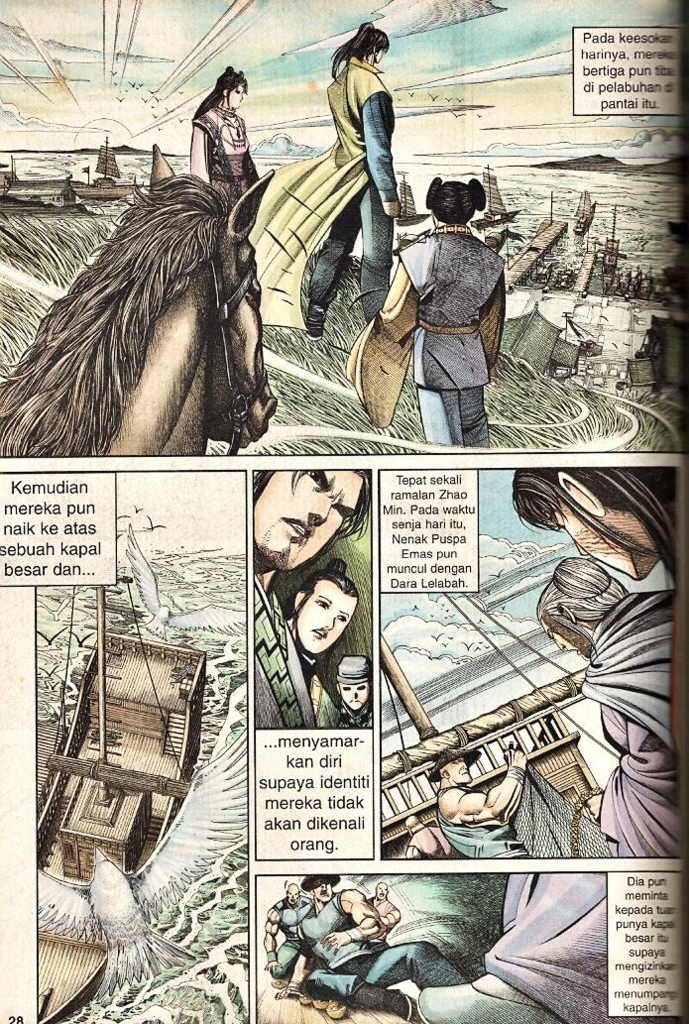 Pada keesokan
harinya, mereka
bertiga pun tiba
di pelabuhan di
pantai itu.
Kemudian
mereka pun
naik ke atas
sebuah kapal
besar dan...
...menyamar-
kan diri
supaya identiti
mereka tidak
akan dikenali
orang.
Tepat sekali
ramalan Zhao
Min. Pada waktu
senja hari itu,
Nenak Puspa
Emas pun
muncul dengan
Dara Lelabah.
Dia pun
meminta
kepada tuan
punya kapal
besar itu
supaya
mengizinkan
mereka
menumpang
kapalnya.
28